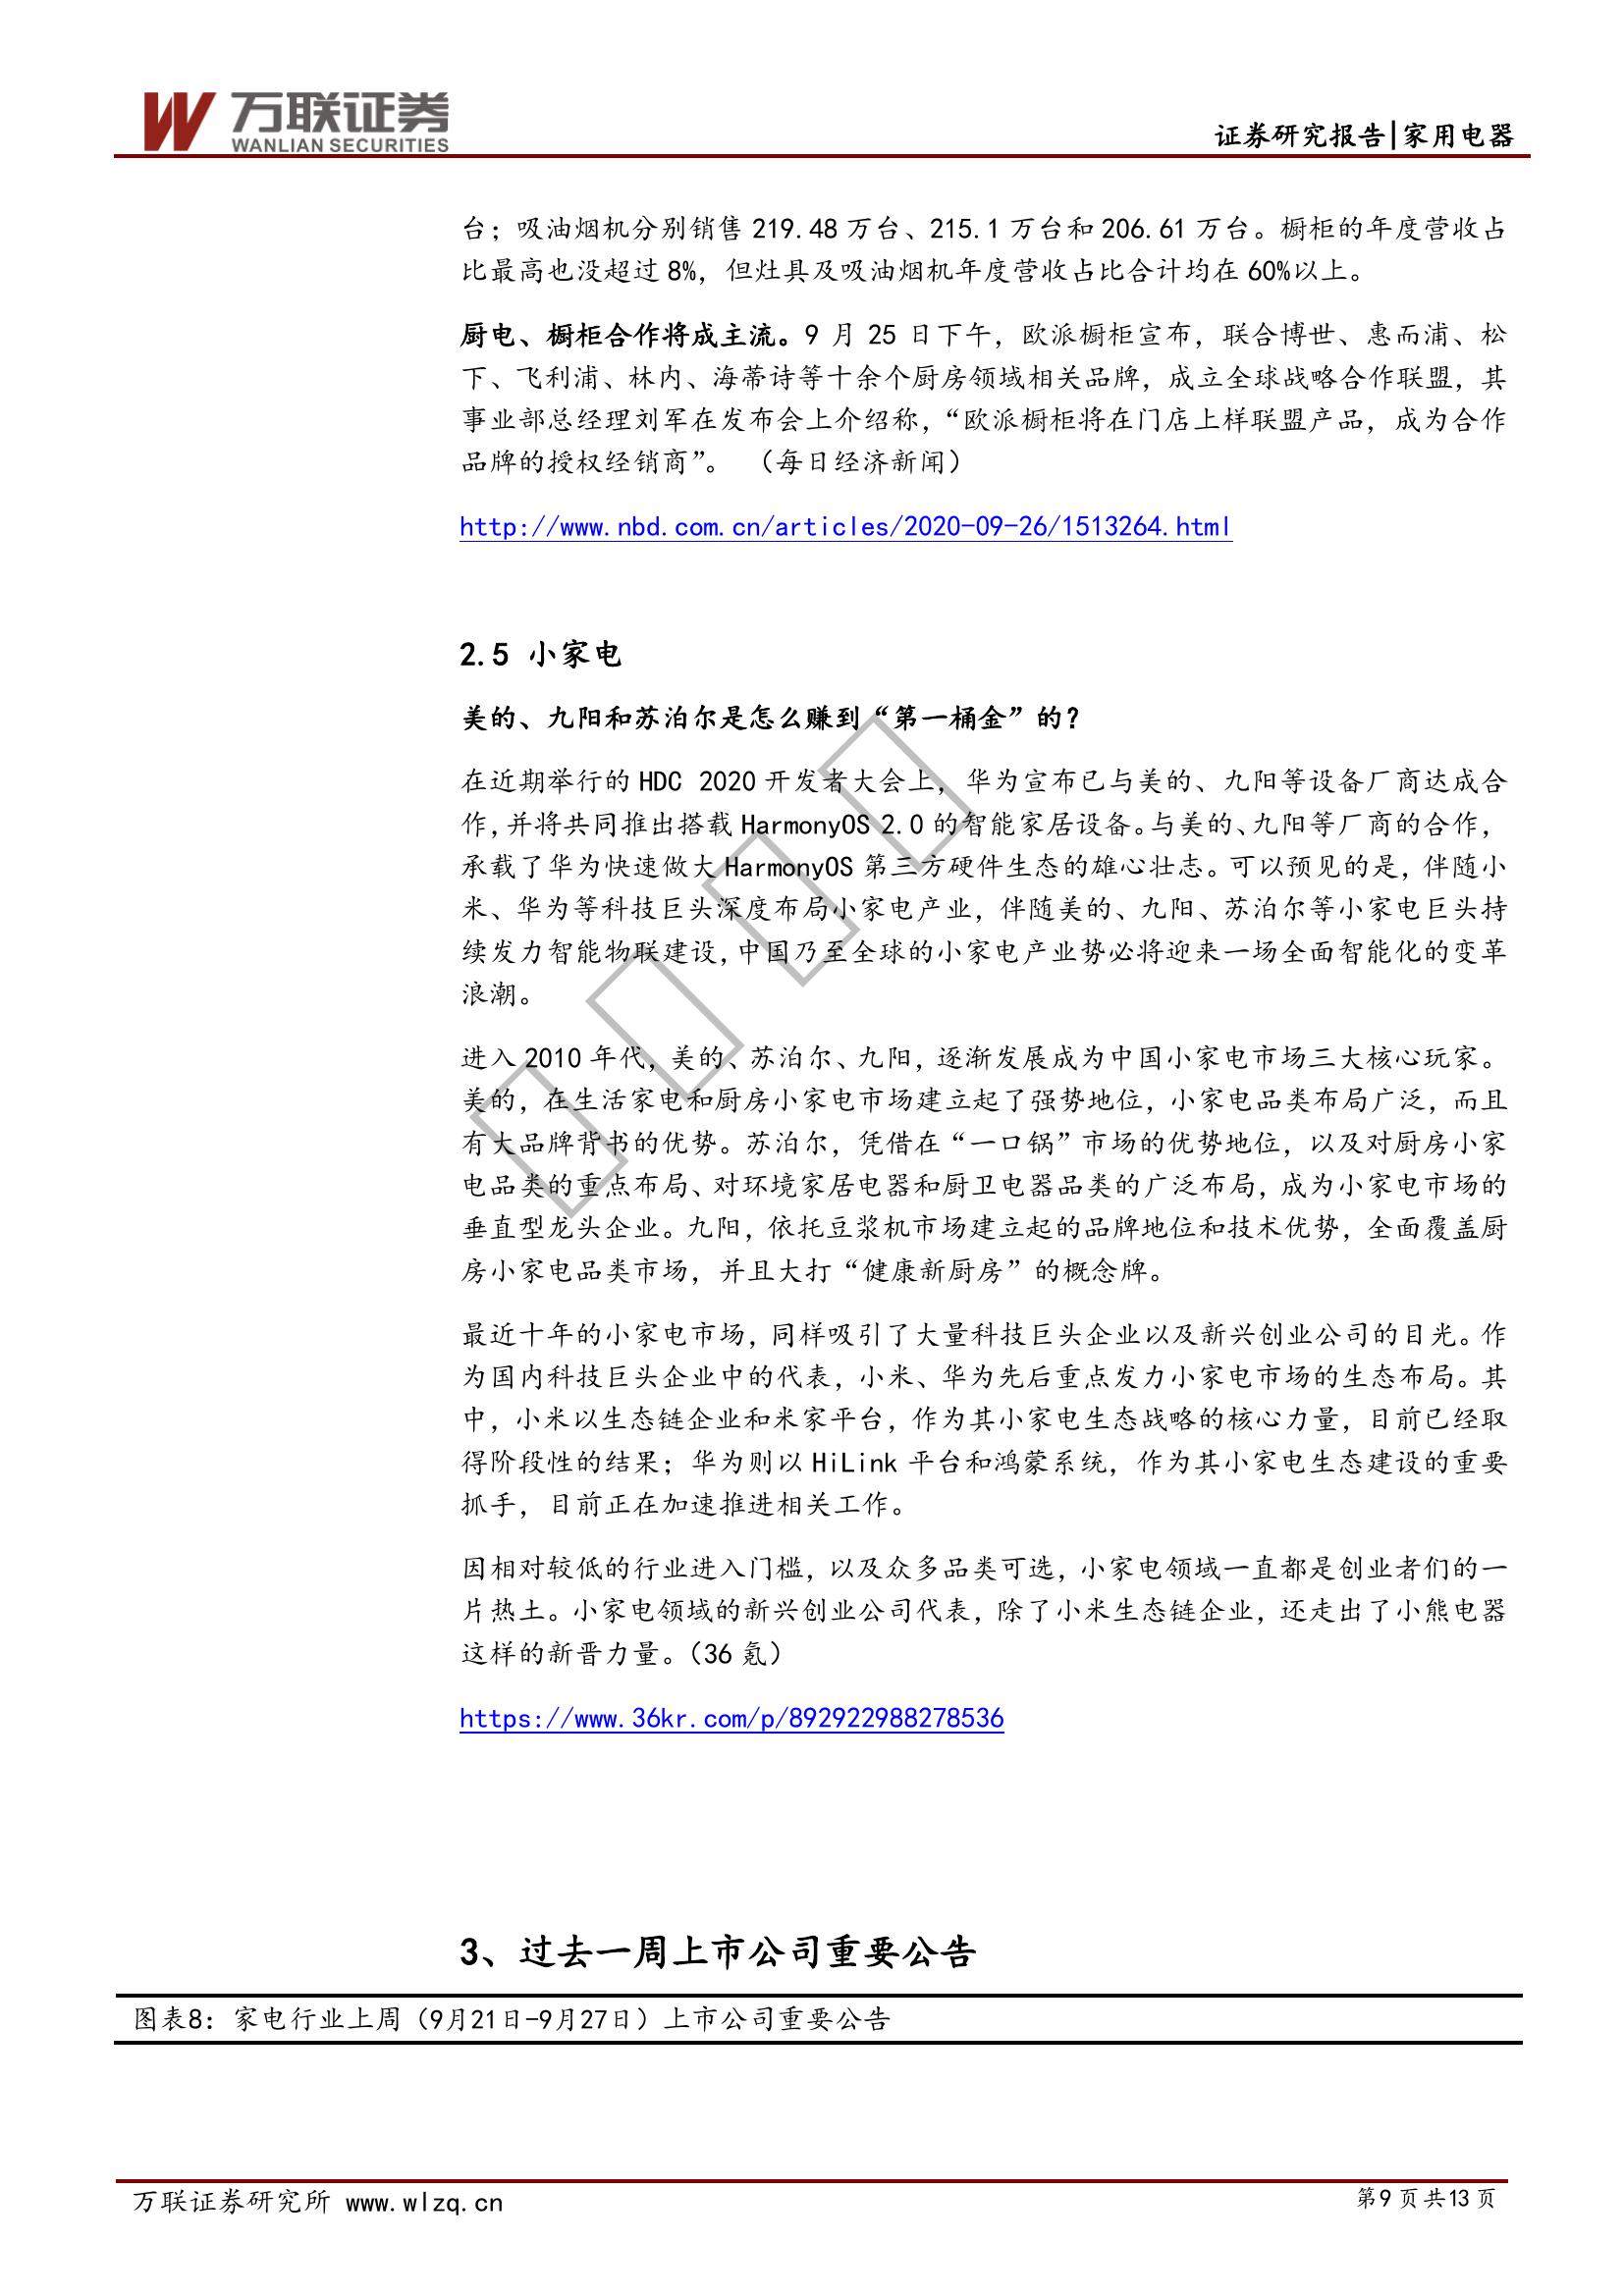 万联证券
WANLIAN SECURITIES
证券研究报告|家用电器
台；吸油烟机分别销售 219.48 万台、215.1 万台和 206.61 万台。橱柜的年度营收占
比最高也没超过 8%，但灶具及吸油烟机年度营收占比合计均在 60%以上。
厨电、橱柜合作将成主流。9 月 25 日下午，欧派橱柜宣布，联合博世、惠而浦、松
下、飞利浦、林内、海蒂诗等十余个厨房领域相关品牌，成立全球战略合作联盟，其
事业部总经理刘军在发布会上介绍称，“欧派橱柜将在门店上样联盟产品，成为合作
品牌的授权经销商”。 （每日经济新闻）
http://www.nbd.com.cn/articles/2020-09-26/1513264.html
2.5 小家电
美的、九阳和苏泊尔是怎么赚到“第一桶金”的？
在近期举行的 HDC 2020 开发者大会上，华为宣布已与美的、九阳等设备厂商达成合
作，并将共同推出搭载 HarmonyOS 2.0 的智能家居设备。与美的、九阳等厂商的合作，
承载了华为快速做大 HarmonyOS 第三方硬件生态的雄心壮志。可以预见的是，伴随小
米、华为等科技巨头深度布局小家电产业，伴随美的、九阳、苏泊尔等小家电巨头持
续发力智能物联建设，中国乃至全球的小家电产业势必将迎来一场全面智能化的变革
浪潮。
进入 2010 年代，美的、苏泊尔、九阳，逐渐发展成为中国小家电市场三大核心玩家。
美的，在生活家电和厨房小家电市场建立起了强势地位，小家电品类布局广泛，而且
有大品牌背书的优势。苏泊尔，凭借在“一口锅”市场的优势地位，以及对厨房小家
电品类的重点布局、对环境家居电器和厨卫电器品类的广泛布局，成为小家电市场的
垂直型龙头企业。九阳，依托豆浆机市场建立起的品牌地位和技术优势，全面覆盖厨
房小家电品类市场，并且大打“健康新厨房”的概念牌。
最近十年的小家电市场，同样吸引了大量科技巨头企业以及新兴创业公司的目光。作
为国内科技巨头企业中的代表，小米、华为先后重点发力小家电市场的生态布局。其
中，小米以生态链企业和米家平台，作为其小家电生态战略的核心力量，目前已经取
得阶段性的结果；华为则以 HiLink 平台和鸿蒙系统，作为其小家电生态建设的重要
抓手，目前正在加速推进相关工作。
因相对较低的行业进入门槛，以及众多品类可选，小家电领域一直都是创业者们的一
片热土。小家电领域的新兴创业公司代表，除了小米生态链企业，还走出了小熊电器
这样的新晋力量。（36 氪）
https://www.36kr.com/p/892922988278536
3、过去一周上市公司重要公告
图表8：家电行业上周（9月21日-9月27日）上市公司重要公告
万联证券研究所 www.wlzq.cn
第9 页共13 页